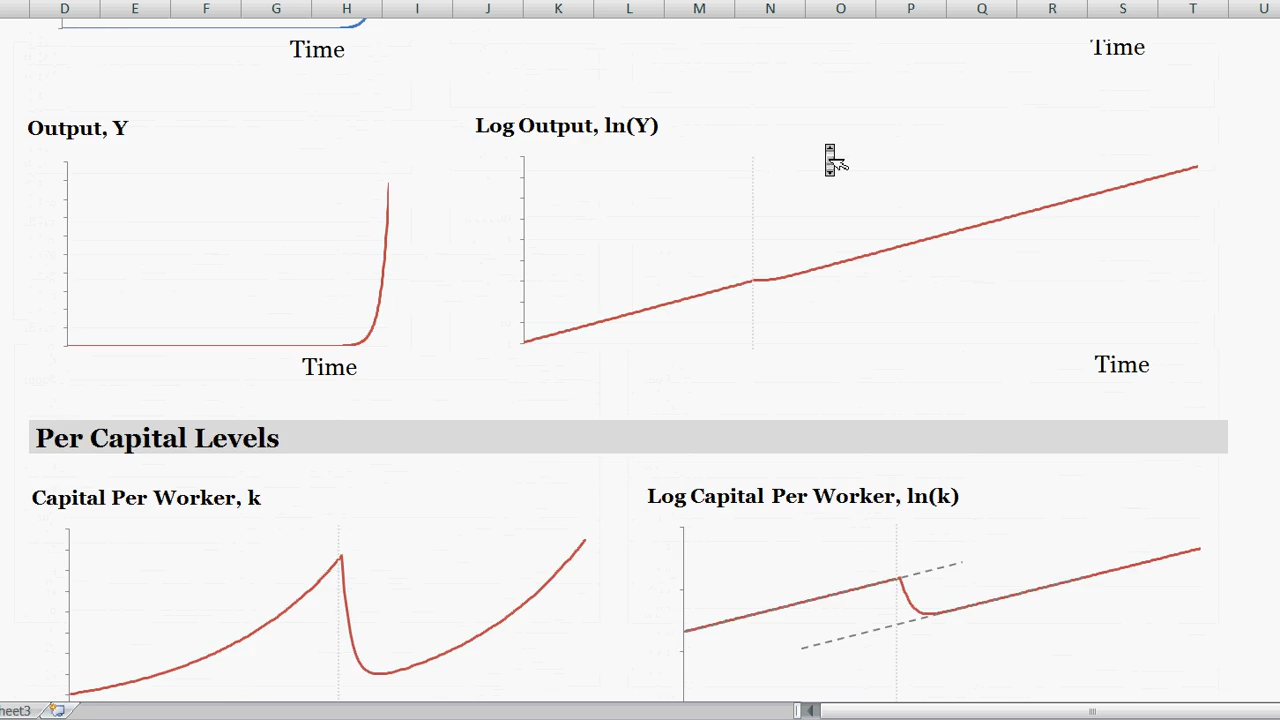 D E F G H I J K L M N O P Q R S T U
Time Time
Output, Y Log Output, ln(Y)
Time Time
Per Capital Levels
Capital Per Worker, k Log Capital Per Worker, ln(k)
heet3